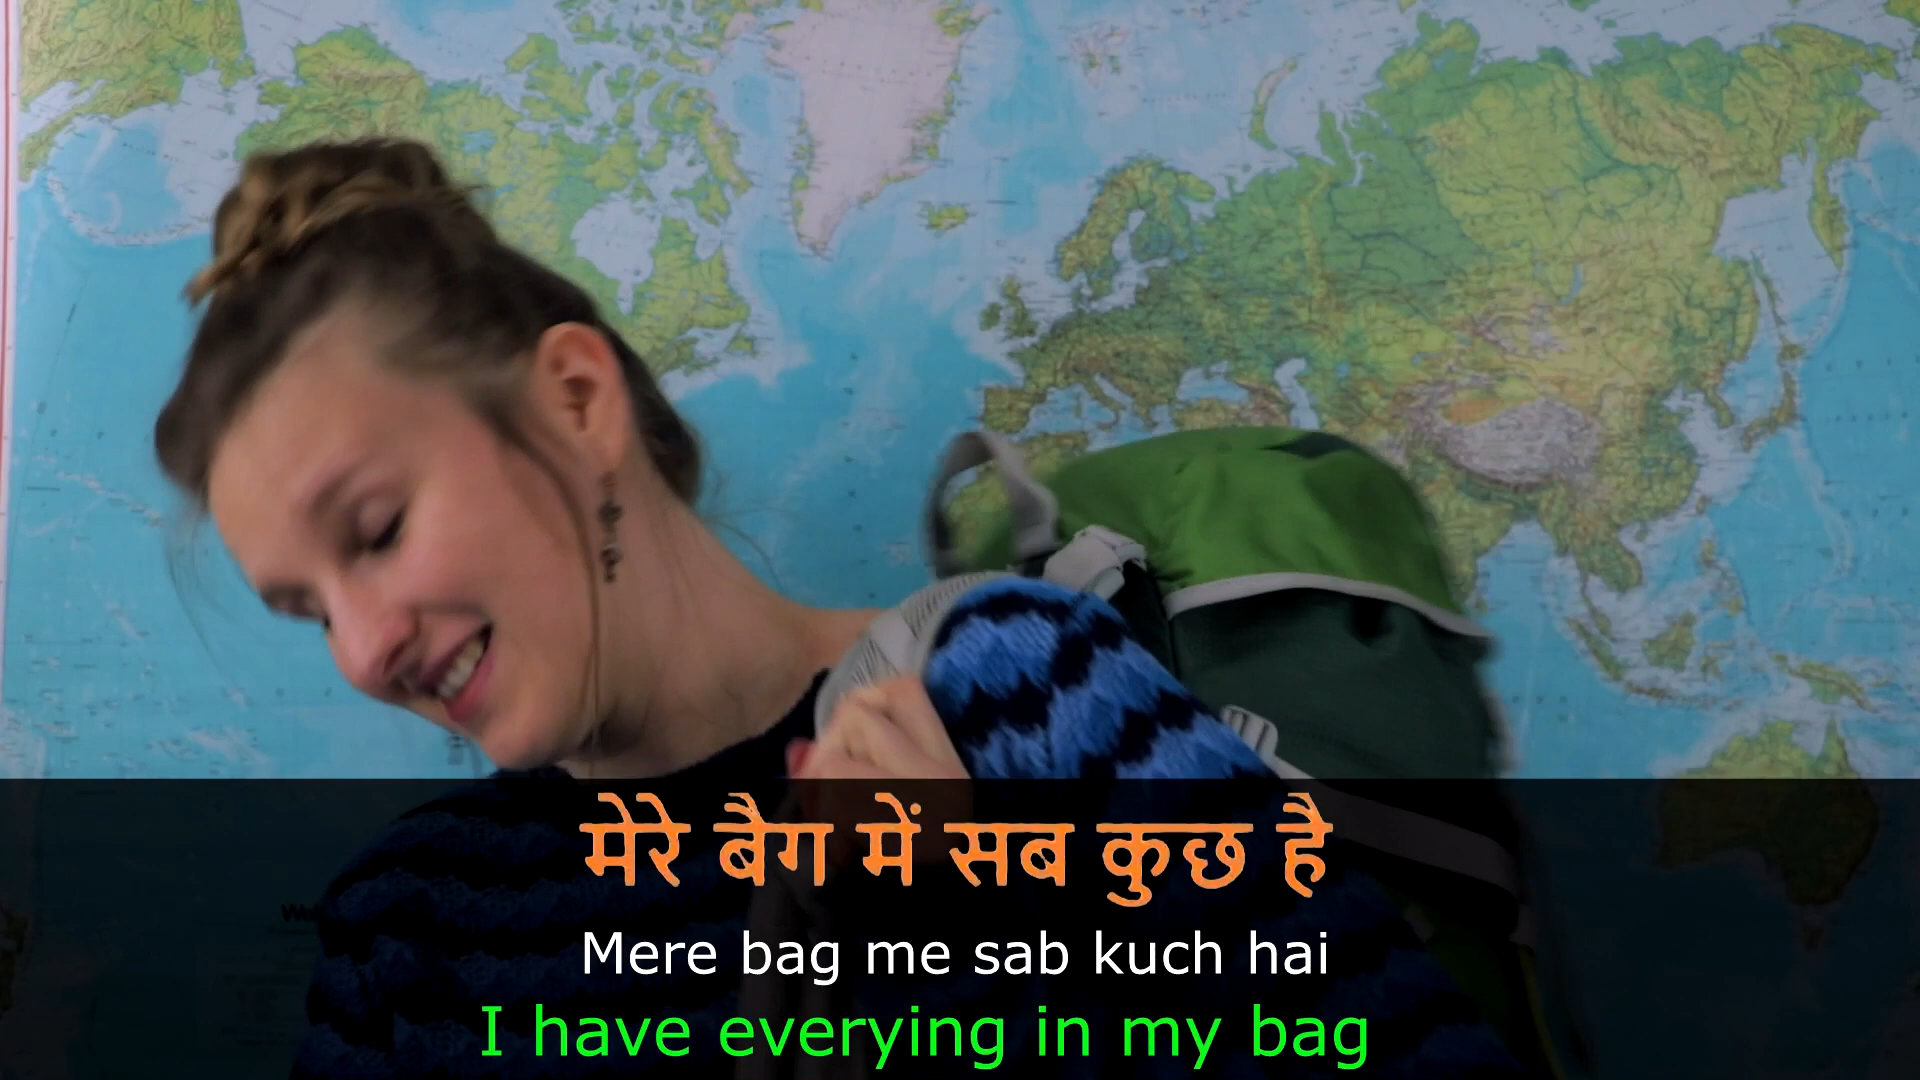 मेरे बैग में सब कुछ है
Mere bag me sab kuch hai
I have everying in my bag